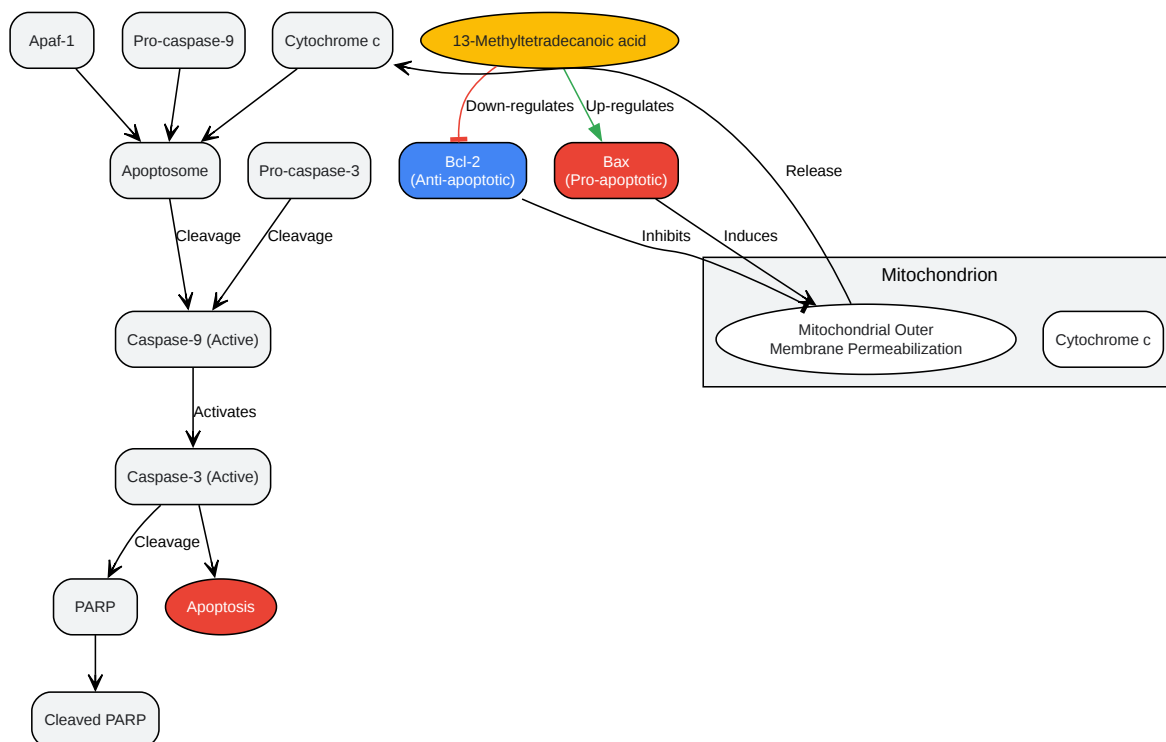 Apaf-1
Pro-caspase-9
Cytochrome c
13-Methyltetradecanoic acid
Down-regulates
Up-regulates
Apoptosome
Pro-caspase-3
Bcl-2
(Anti-apoptotic)
Bax
(Pro-apoptotic)
Release
Cleavage
Cleavage
Inhibits
Induces
Mitochondrion
Caspase-9 (Active)
Mitochondrial Outer
Membrane Permeabilization
Cytochrome c
Activates
Caspase-3 (Active)
Cleavage
PARP
Apoptosis
Cleaved PARP